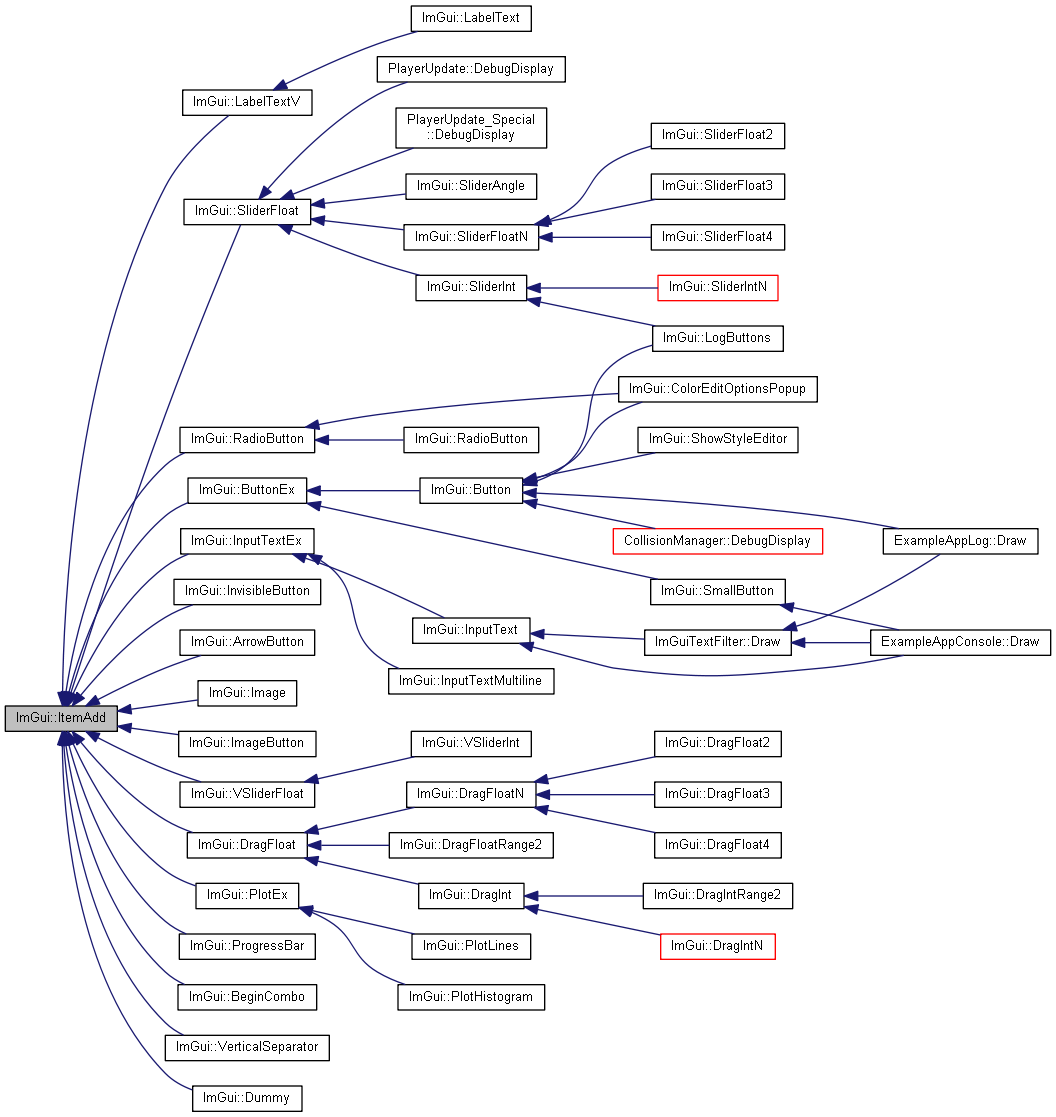 ImGui::LabelText
PlayerUpdate::DebugDisplay
ImGui::LabelTextV
PlayerUpdate_Special
::DebugDisplay
ImGui::SliderFloat2
ImGui::SliderAngle
ImGui::SliderFloat3
ImGui::SliderFloat
ImGui::SliderFloatN
ImGui::SliderFloat4
ImGui::SliderInt
ImGui::SliderIntN
ImGui::LogButtons
ImGui::ColorEditOptionsPopup
ImGui::RadioButton
ImGui::RadioButton
ImGui::ShowStyleEditor
ImGui::ButtonEx
ImGui::Button
ImGui::InputTextEx
CollisionManager::DebugDisplay
ExampleAppLog::Draw
ImGui::InvisibleButton
ImGui::SmallButton
ImGui::ArrowButton
ImGui::InputText
ImGuiTextFilter::Draw
ExampleAppConsole::Draw
ImGui::InputTextMultiline
ImGui::Image
ImGui::ItemAdd
ImGui::ImageButton
ImGui::VSliderInt
ImGui::DragFloat2
ImGui::VSliderFloat
ImGui::DragFloatN
ImGui::DragFloat3
ImGui::DragFloat
ImGui::DragFloatRange2
ImGui::DragFloat4
ImGui::PlotEx
ImGui::DragInt
ImGui::DragIntRange2
ImGui::ProgressBar
ImGui::PlotLines
ImGui::DragIntN
ImGui::BeginCombo
ImGui::PlotHistogram
ImGui::VerticalSeparator
ImGui::Dummy